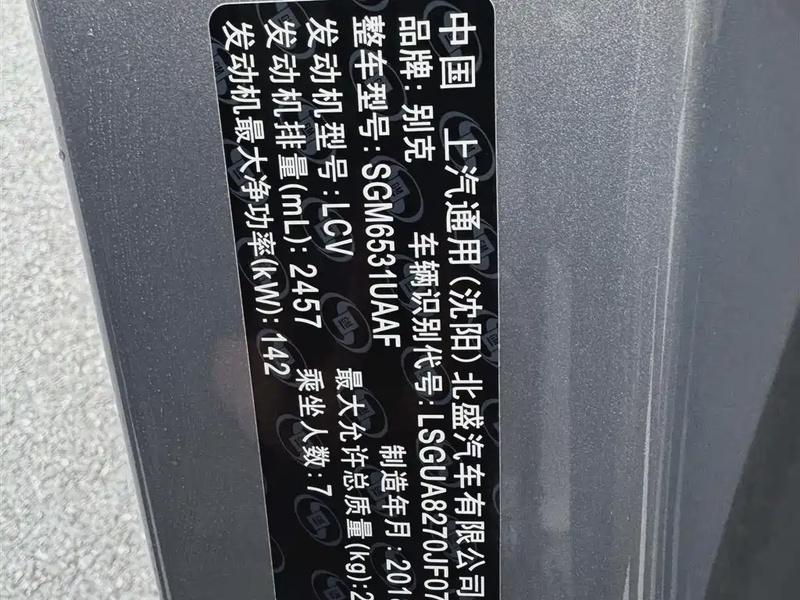 中国 上汽通用(沈阳)北盛汽车有限公司
品牌:别克 车辆识别代号:LSGUA8270JF07
整车型号:SGM6531UAAF 制造年月:2018
发动机型号:LCV 最大允许总质量(kg):2
发动机排量(mL):2457 乘坐人数:7
发动机最大净功率(kW):142